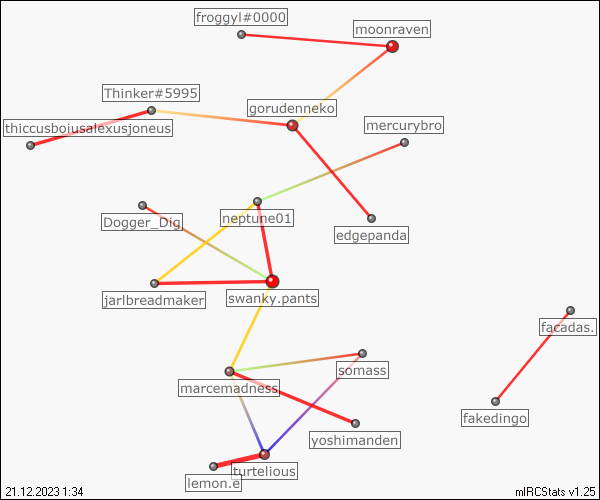 froggyl#0000
moonraven
Thinker#5995
gorudenneko
thiccusboiusalexusjoneus
mercurybro
Dogger_Dig
neptune01
edgepanda
jarlbreadmaker
swanky.pants
facadas.
somass
marcemadness
fakedingo
yoshimanden
turtelious
lemon.e
21.12.2023 1:34
mIRCStats v1.25